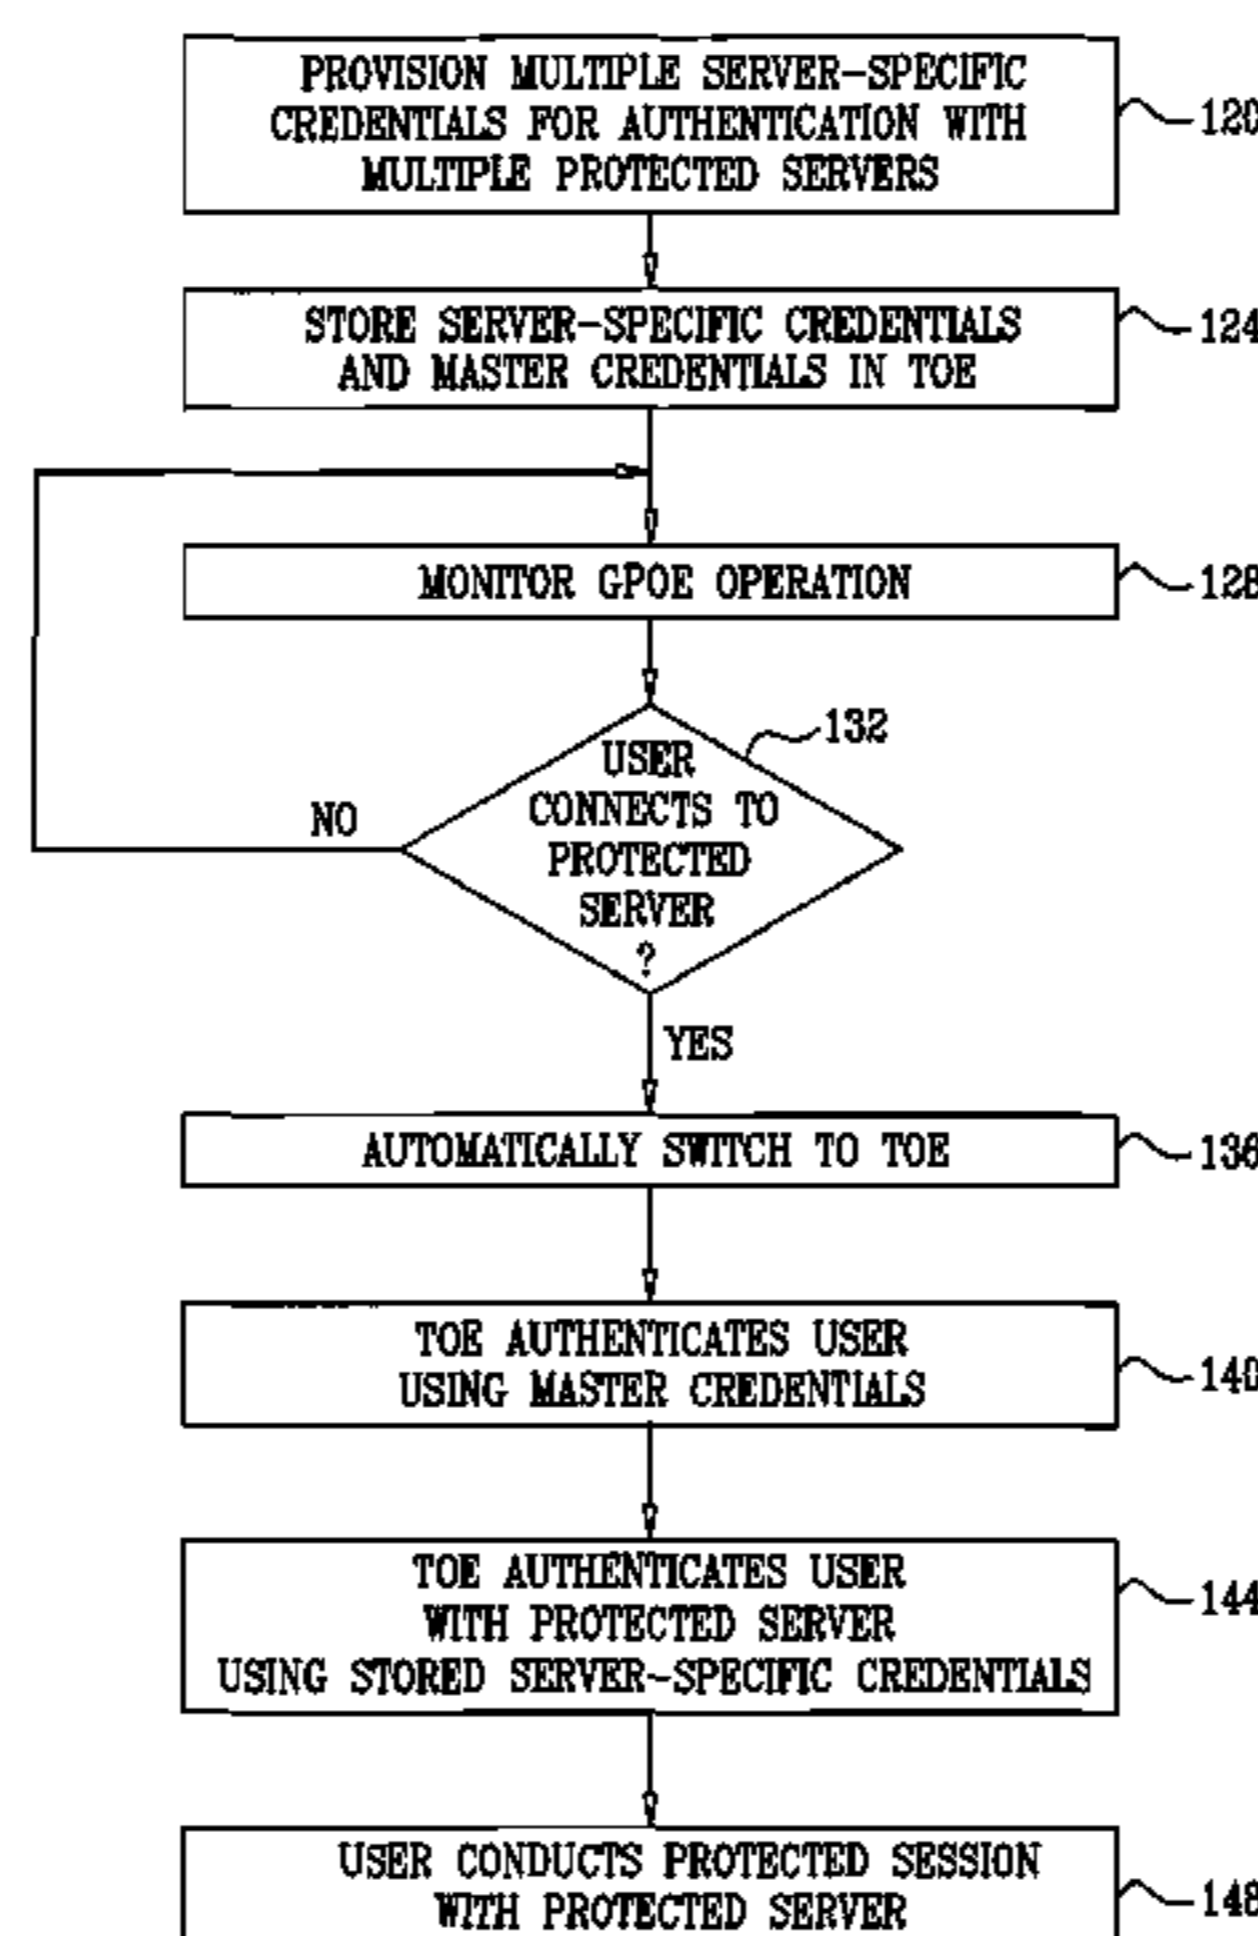 PROVISION MULTIPLE SERVER-SPECIFIC
CREDENTIALS FOR AUTHENTICATION WITH
MULTIPLE PROTECTED SERVERS
120
STORE SERVER-SPECIFIC CREDENTIALS
AND MASTER CREDENTIALS IN TOE
124
MONITOR GPOE OPERATION
128
132
USER
CONNECTS TO
PROTECTED
SERVER
?
NO
YES
AUTOMATICALLY SWITCH TO TOE
136
TOE AUTHENTICATES USER
USING MASTER CREDENTIALS
140
TOE AUTHENTICATES USER
WITH PROTECTED SERVER
USING STORED SERVER-SPECIFIC CREDENTIALS
144
USER CONDUCTS PROTECTED SESSION
WITH PROTECTED SERVER
148